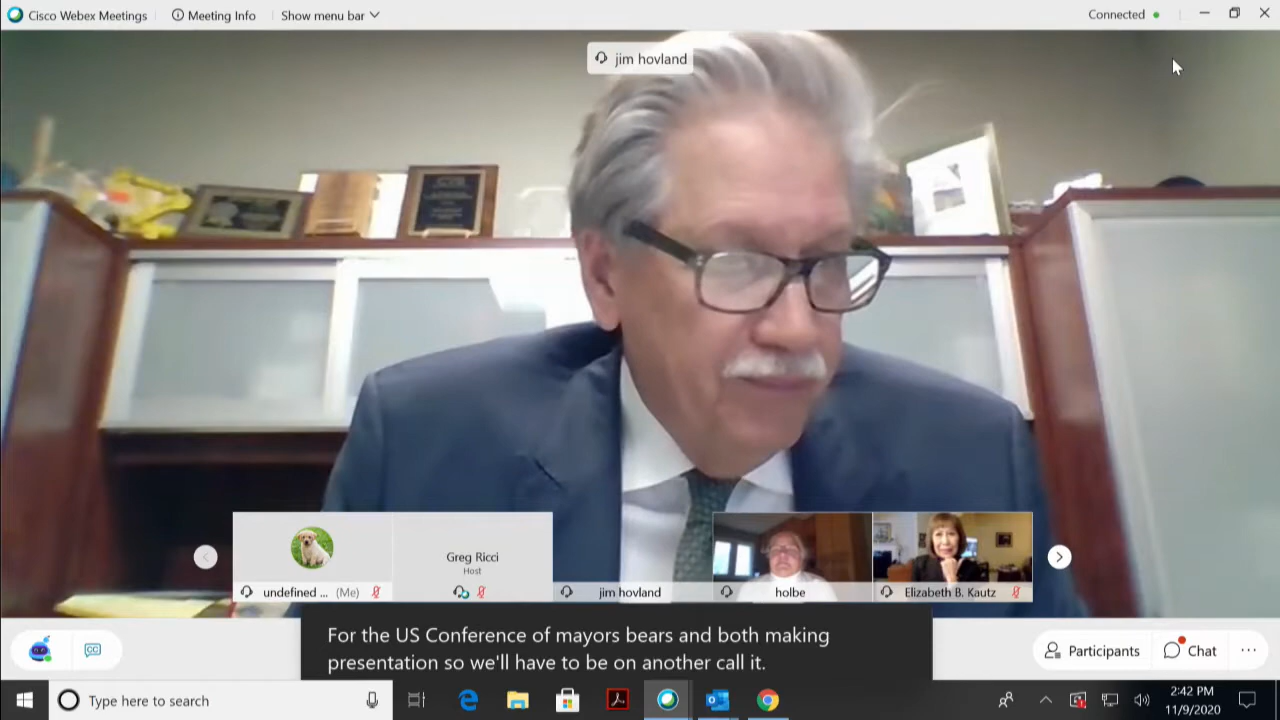 Cisco Webex Meetings
Meeting Info
Show menu bar
Connected
jim hovland
undefined ... (Me)
Greg Ricci
Host
jim hovland
holbe
Elizabeth B. Kautz
For the US Conference of mayors bears and both making
presentation so we'll have to be on another call it.
CC
Participants
Chat
...
Type here to search
2:42 PM
11/9/2020